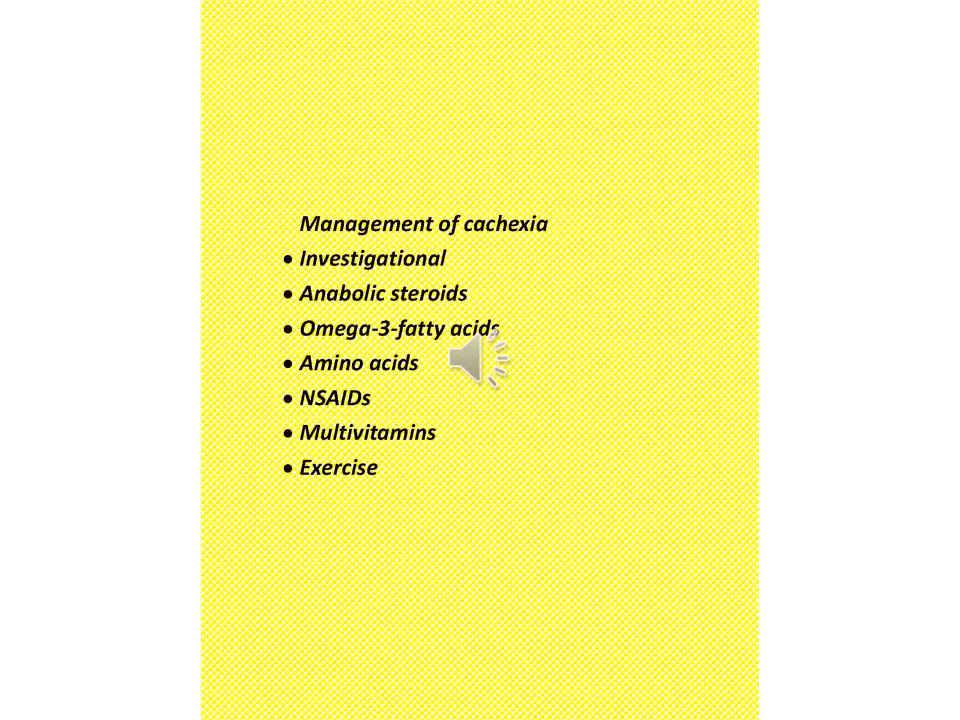 Management of cachexia
• Investigational
• Anabolic steroids
• Omega-3-fatty acids
• Amino acids
• NSAIDs
• Multivitamins
• Exercise